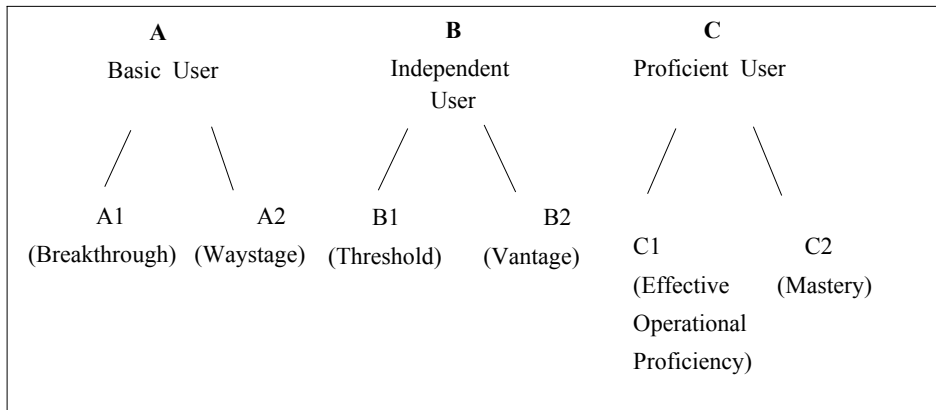 A
Basic User
B
Independent
User
C
Proficient User
A1
(Breakthrough)
A2
(Waystage)
B1
(Threshold)
B2
(Vantage)
C1
(Effective
Operational
Proficiency)
C2
(Mastery)